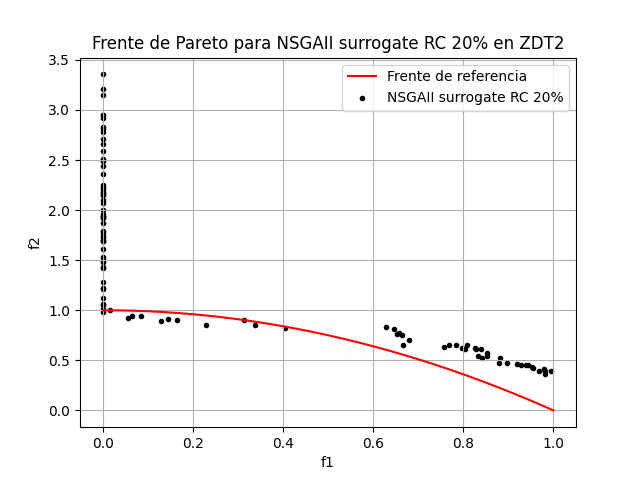 Frente de Pareto para NSGAII surrogate RC 20% en ZDT2
Frente de referencia
NSGAII surrogate RC 20%
f2
3.5
3.0
2.5
2.0
1.5
1.0
0.5
0.0
0.0 0.2 0.4 0.6 0.8 1.0
f1